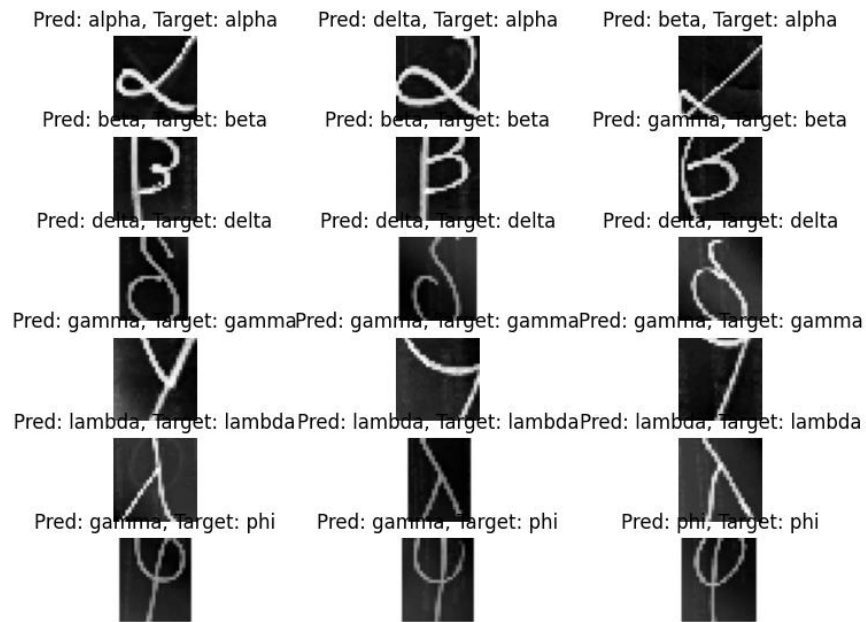 Pred: alpha, Target: alpha
Pred: delta, Target: alpha
Pred: beta, Target: alpha
Pred: beta, Target: beta
Pred: beta, Target: beta
Pred: gamma, Target: beta
Pred: delta, Target: delta
Pred: delta, Target: delta
Pred: delta, Target: delta
Pred: gamma, Target: gamma
Pred: gamma, Target: gamma
Pred: gamma, Target: gamma
Pred: lambda, Target: lambda
Pred: lambda, Target: lambda
Pred: lambda, Target: lambda
Pred: gamma, Target: phi
Pred: gamma, Target: phi
Pred: phi, Target: phi